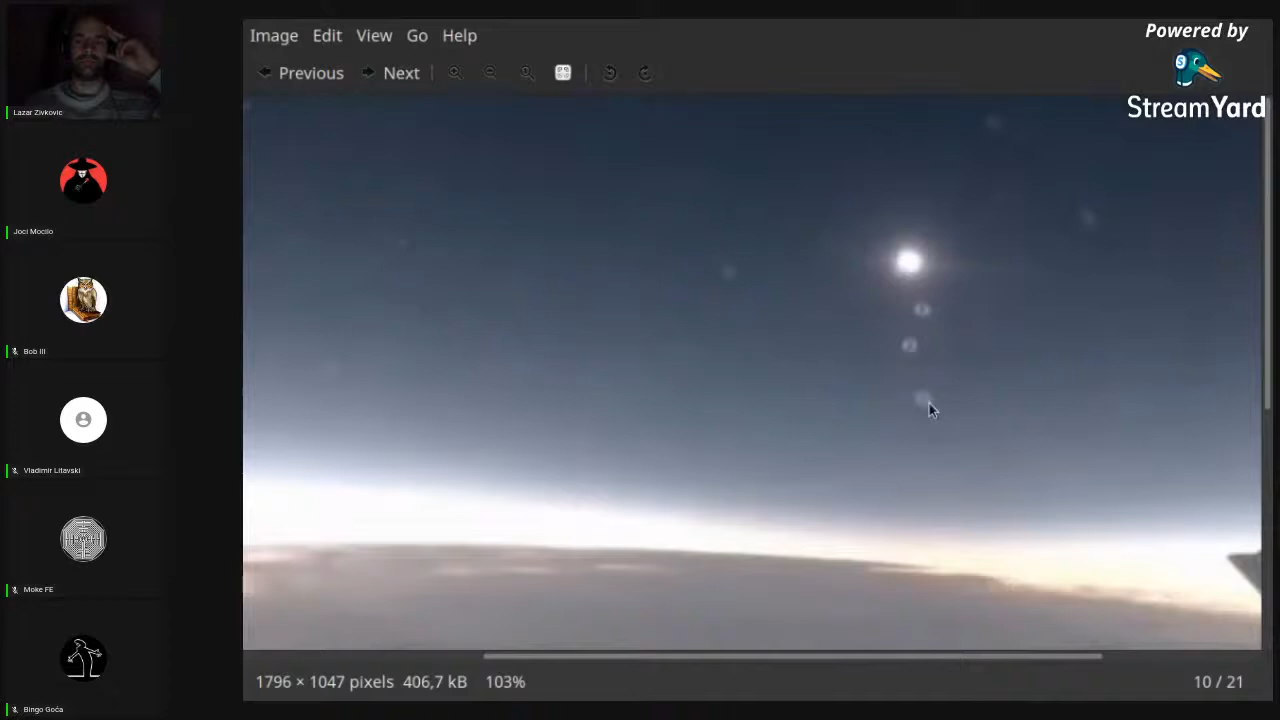 Image Edit View Go Help
Powered by
StreamYard
Previous Next
Lazar Zivkovic
Joci Mocilo
Bob III
Vladimir Litavski
Moke FE
Bingo Goća
1796 × 1047 pixels 406,7 kB 103%
10 / 21